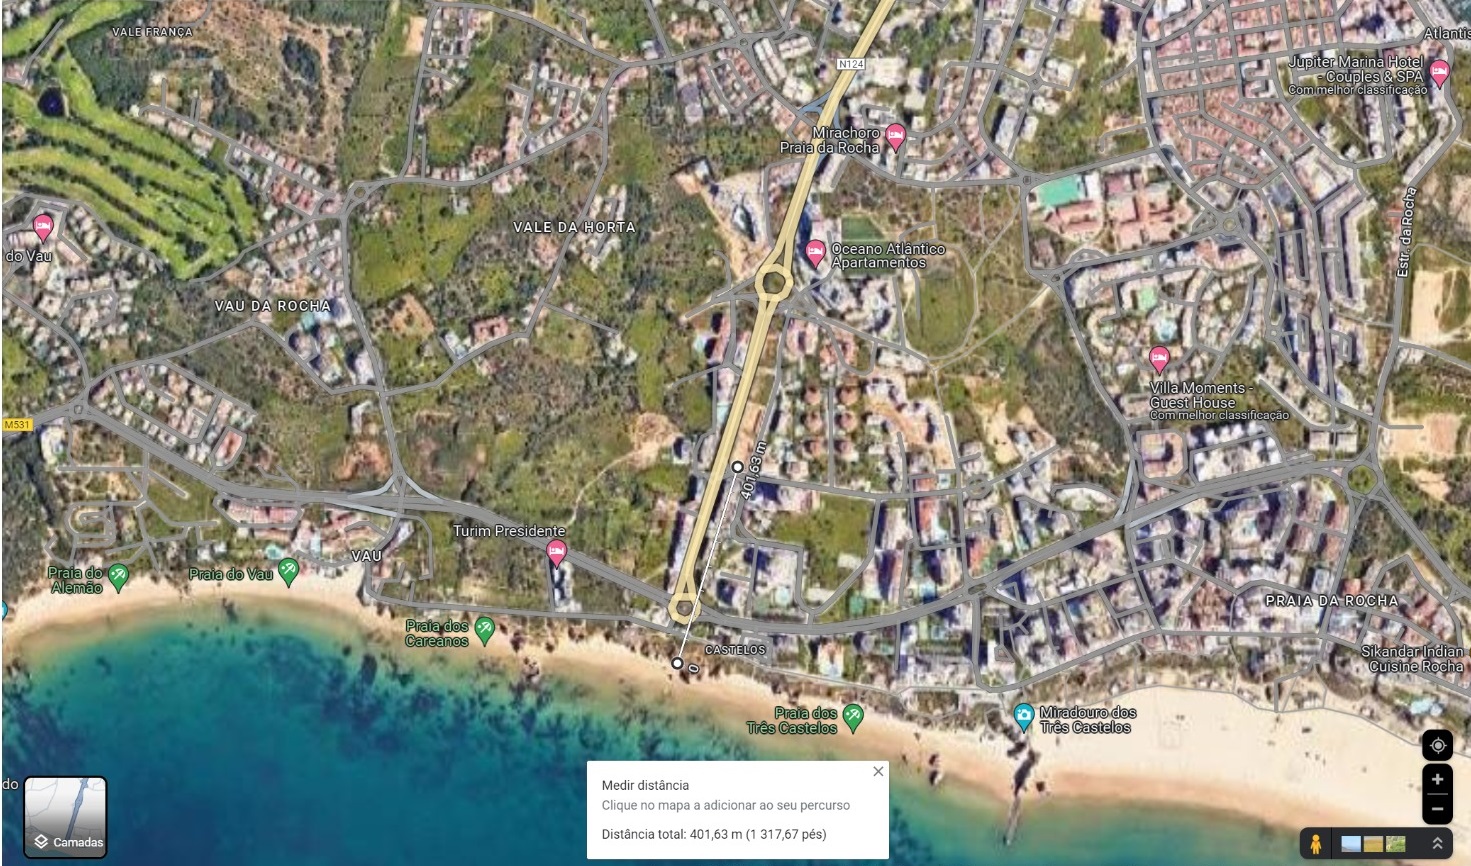 VALE FRANÇA
N124
Atlantis
Jupiter Marina Hotel
- Couples & SPA
Com melhor classificação
Mirachoro
Praia da Rocha
Estr. da Rocha
VALE DA HORTA
do Vau
Oceano Atlântico
Apartamentos
VAU DA ROCHA
Villa Moments -
Guest House
Com melhor classificação
M531
401,63 m
Turim Presidente
VAU
Praia do
Alemão
Praia do Vau
PRAIA DA ROCHA
Praia dos
Careanos
CASTELOS
0
Sikandar Indian
Cuisine Rocha
Praia dos
Três Castelos
Miradouro dos
Três Castelos
do
Camadas
Medir distância
Clique no mapa a adicionar ao seu percurso
Distância total: 401,63 m (1 317,67 pés)